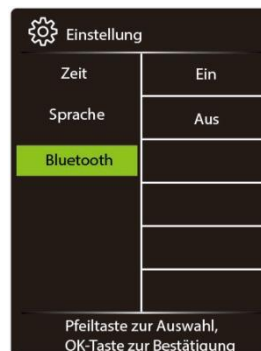 Einstellung
Zeit
Ein
Sprache
Aus
Bluetooth
Pfeiltaste zur Auswahl,
OK-Taste zur Bestätigung